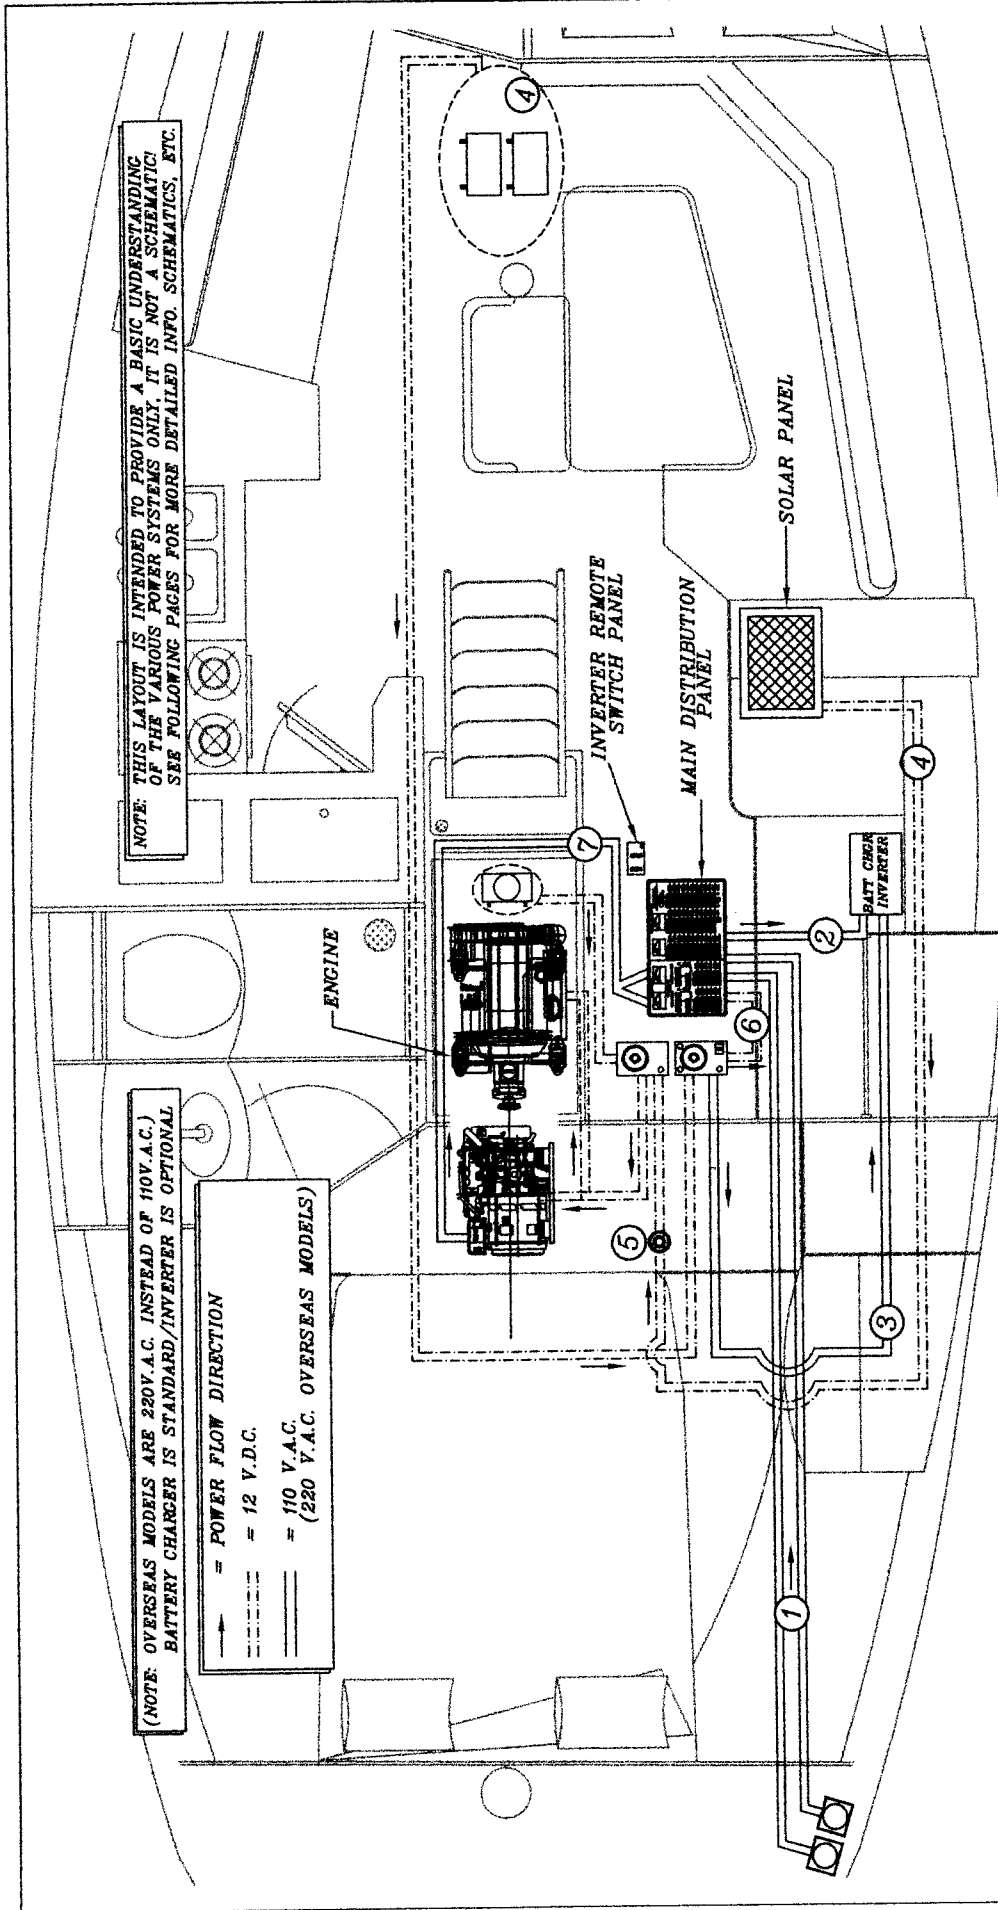 NOTE: THIS LAYOUT IS INTENDED TO PROVIDE A BASIC UNDERSTANDING
OF THE VARIOUS POWER SYSTEMS ONLY, IT IS NOT A SCHEMATIC!
SEE FOLLOWING PAGES FOR MORE DETAILED INFO. SCHEMATICS, ETC.
(NOTE: OVERSEAS MODELS ARE 220V.A.C. INSTEAD OF 110V.A.C.)
BATTERY CHARGER IS STANDARD/INVERTER IS OPTIONAL
= POWER FLOW DIRECTION
= 12 V.D.C.
= 110 V.A.C.
(220 V.A.C. OVERSEAS MODELS)
ENGINE
4
7
INVERTER REMOTE
SWITCH PANEL
MAIN DISTRIBUTION
PANEL
SOLAR PANEL
4
BATT CHGR
INVERTER
2
6
5
3
1